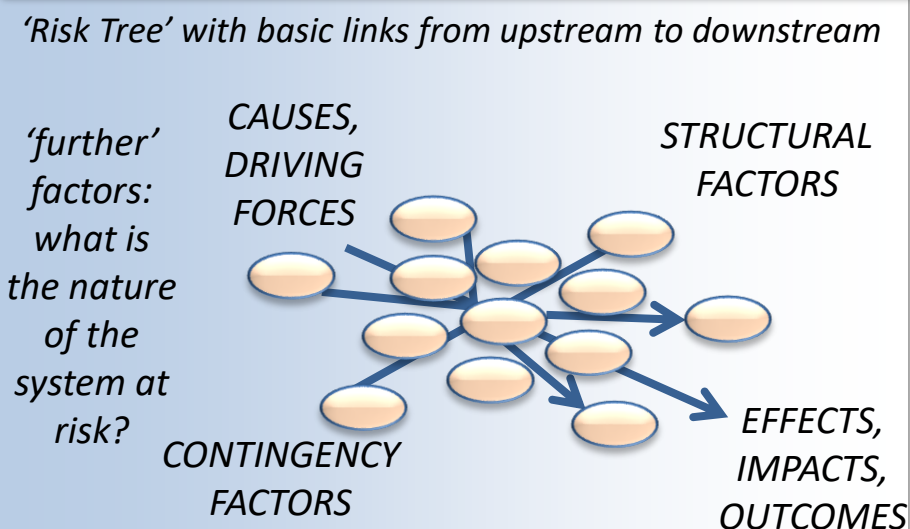 ‘Risk Tree’ with basic links from upstream to downstream
‘further’
factors:
what is
the nature
of the
system at
risk?
CAUSES,
DRIVING
FORCES
STRUCTURAL
FACTORS
CONTINGENCY
FACTORS
EFFECTS,
IMPACTS,
OUTCOMES